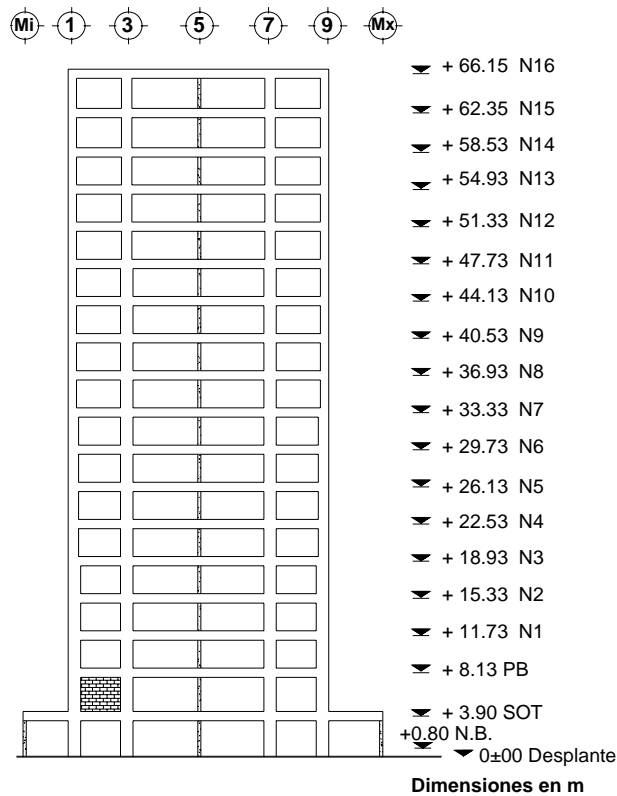 Mi 1 3 5 7 9 Mx
+ 66.15 N16
+ 62.35 N15
+ 58.53 N14
+ 54.93 N13
+ 51.33 N12
+ 47.73 N11
+ 44.13 N10
+ 40.53 N9
+ 36.93 N8
+ 33.33 N7
+ 29.73 N6
+ 26.13 N5
+ 22.53 N4
+ 18.93 N3
+ 15.33 N2
+ 11.73 N1
+ 8.13 PB
+ 3.90 SOT
+0.80 N.B.
0±00 Desplante
Dimensiones en m